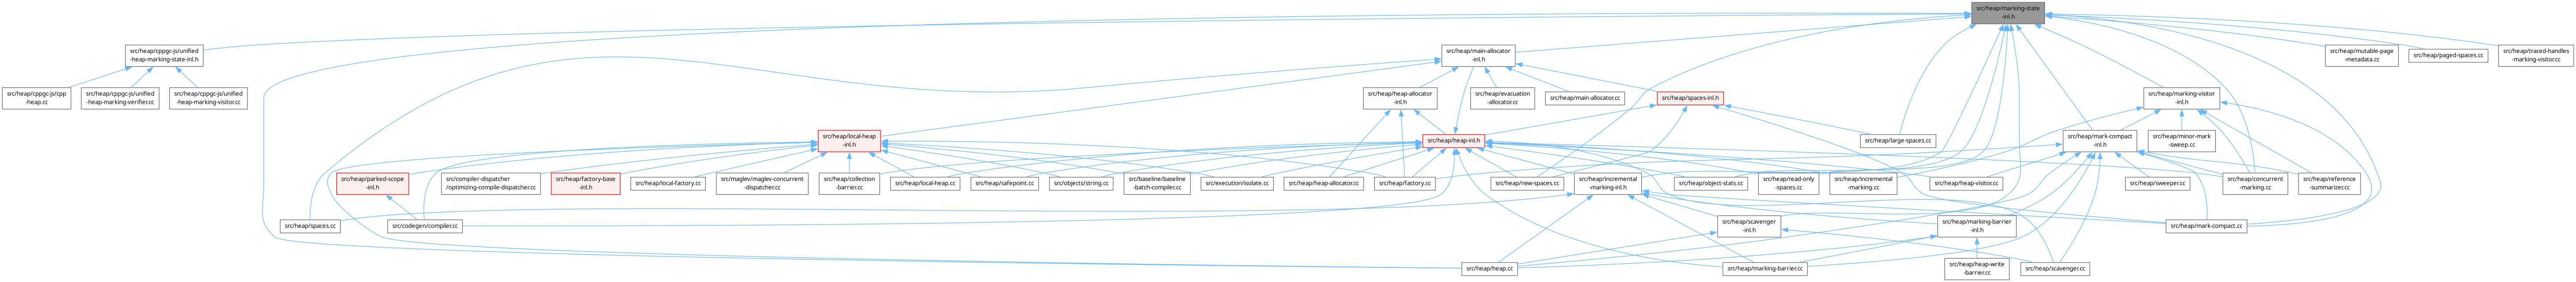 src/heap/marking-state
-inl.h
src/heap/cppgc-js/unified
-heap-marking-state-inl.h
src/heap/main-allocator
-inl.h
src/heap/mutable-page
-metadata.cc
src/heap/paged-spaces.cc
src/heap/traced-handles
-marking-visitor.cc
src/heap/cppgc-js/cpp
-heap.cc
src/heap/cppgc-js/unified
-heap-marking-verifier.cc
src/heap/cppgc-js/unified
-heap-marking-visitor.cc
src/heap/heap-allocator
-inl.h
src/heap/evacuation
-allocator.cc
src/heap/main-allocator.cc
src/heap/spaces-inl.h
src/heap/marking-visitor
-inl.h
src/heap/local-heap
-inl.h
src/heap/heap-inl.h
src/heap/large-spaces.cc
src/heap/mark-compact
-inl.h
src/heap/minor-mark
-sweep.cc
src/heap/parked-scope
-inl.h
src/compiler-dispatcher
/optimizing-compile-dispatcher.cc
src/heap/factory-base
-inl.h
src/heap/local-factory.cc
src/maglev/maglev-concurrent
-dispatcher.cc
src/heap/collection
-barrier.cc
src/heap/local-heap.cc
src/heap/safepoint.cc
src/objects/string.cc
src/baseline/baseline
-batch-compiler.cc
src/execution/isolate.cc
src/heap/heap-allocator.cc
src/heap/factory.cc
src/heap/new-spaces.cc
src/heap/incremental
-marking-inl.h
src/heap/object-stats.cc
src/heap/read-only
-spaces.cc
src/heap/incremental
-marking.cc
src/heap/heap-visitor.cc
src/heap/sweeper.cc
src/heap/concurrent
-marking.cc
src/heap/reference
-summarizer.cc
src/heap/spaces.cc
src/codegen/compiler.cc
src/heap/scavenger
-inl.h
src/heap/marking-barrier
-inl.h
src/heap/mark-compact.cc
src/heap/heap.cc
src/heap/marking-barrier.cc
src/heap/heap-write
-barrier.cc
src/heap/scavenger.cc